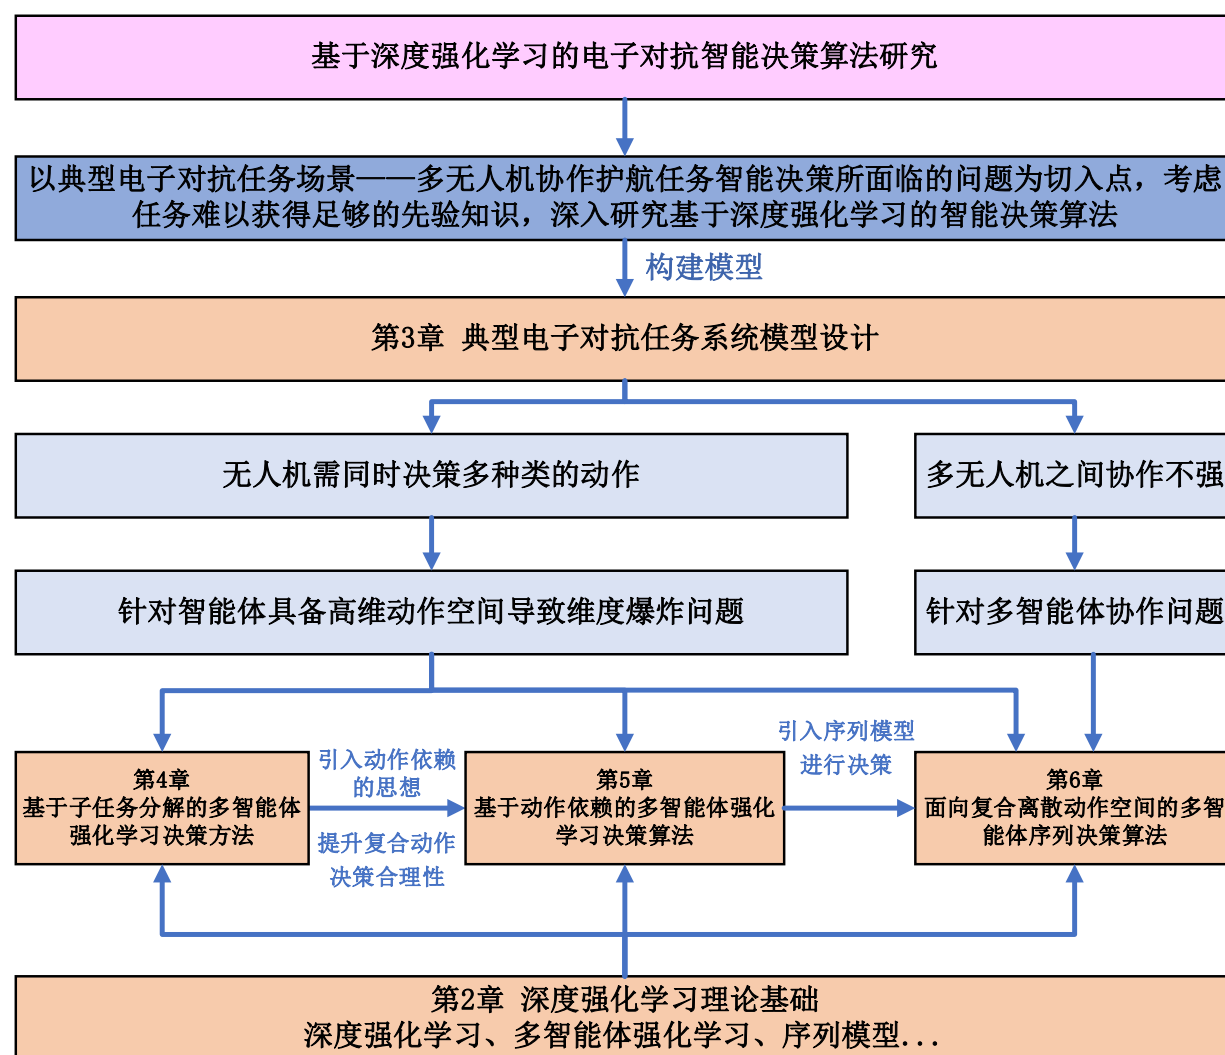 基于深度强化学习的电子对抗智能决策算法研究
以典型电子对抗任务场景——多无人机协作护航任务智能决策所面临的问题为切入点，考虑
任务难以获得足够的先验知识，深入研究基于深度强化学习的智能决策算法
构建模型
第3章 典型电子对抗任务系统模型设计
无人机需同时决策多种类的动作
多无人机之间协作不强
针对智能体具备高维动作空间导致维度爆炸问题
针对多智能体协作问题
第4章
基于子任务分解的多智能体
强化学习决策方法
引入动作依赖
的思想
提升复合动作
决策合理性
第5章
基于动作依赖的多智能体强化
学习决策算法
引入序列模型
进行决策
第6章
面向复合离散动作空间的多智
能体序列决策算法
第2章 深度强化学习理论基础
深度强化学习、多智能体强化学习、序列模型...